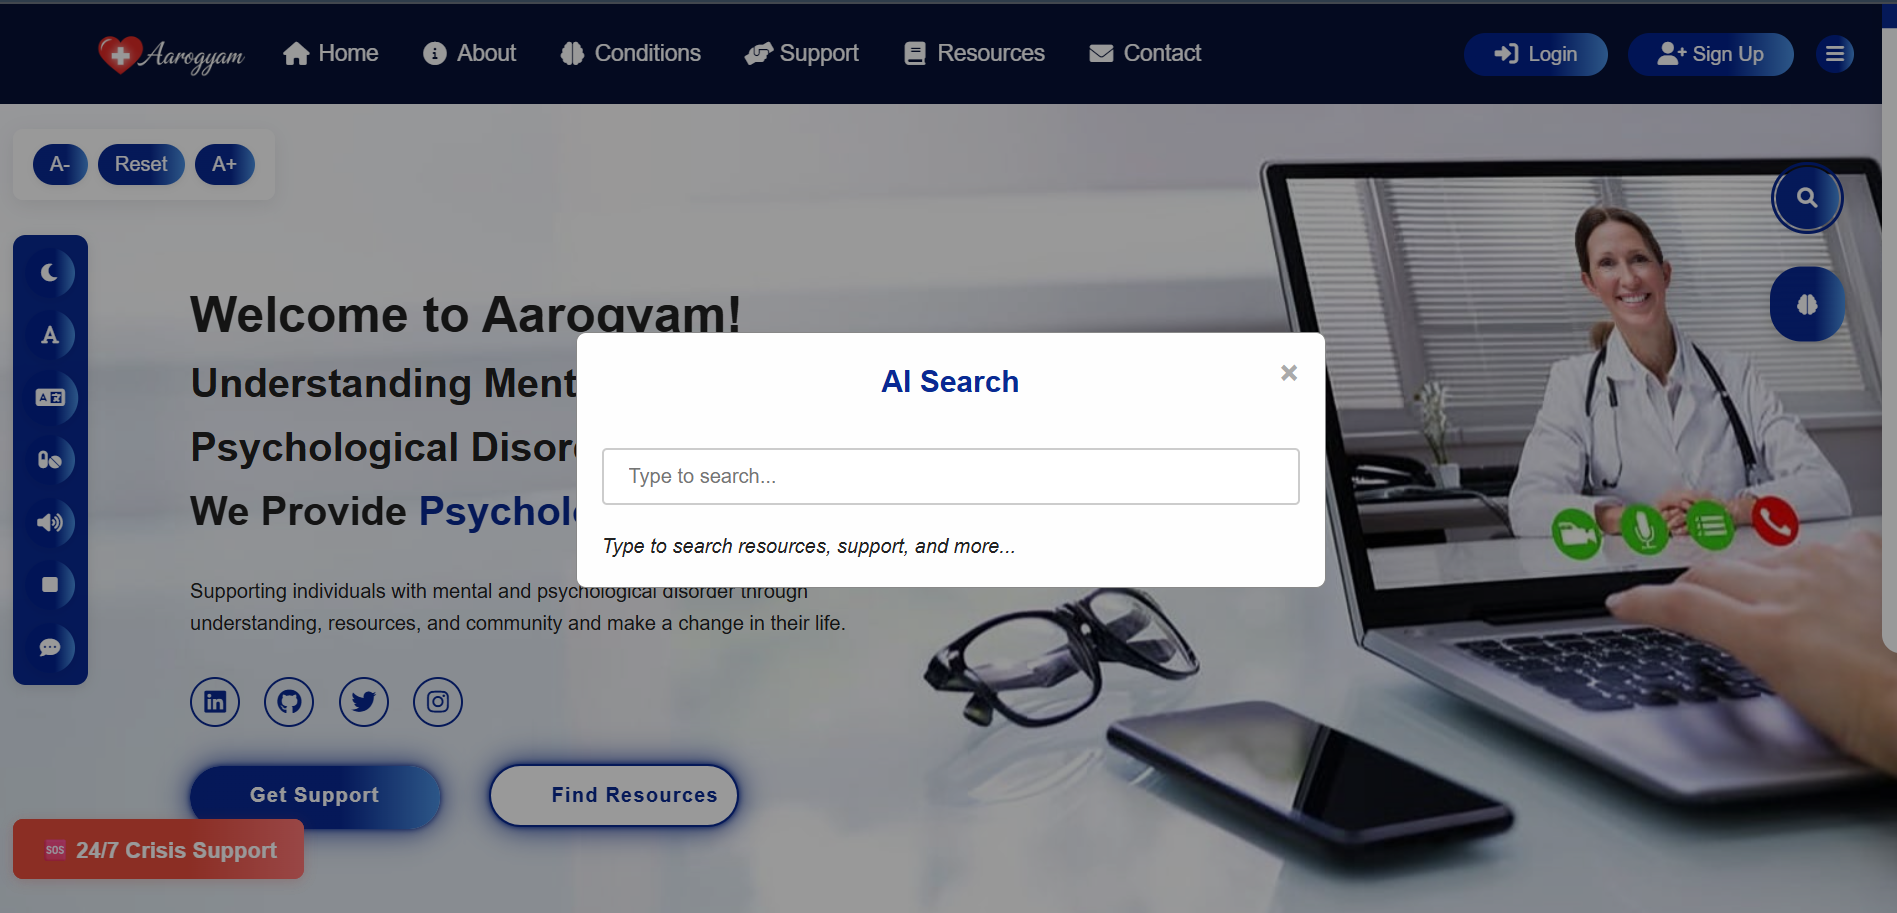 Aarogyam
Home
About
Conditions
Support
Resources
Contact
Login
Sign Up
A-
Reset
A+
Welcome to Aarogyam!
Understanding Ment
Psychological Disor
We Provide Psychol
AI Search
×
Type to search...
Type to search resources, support, and more...
Supporting individuals with mental and psychological disorder through
understanding, resources, and community and make a change in their life.
Get Support
Find Resources
SOS 24/7 Crisis Support